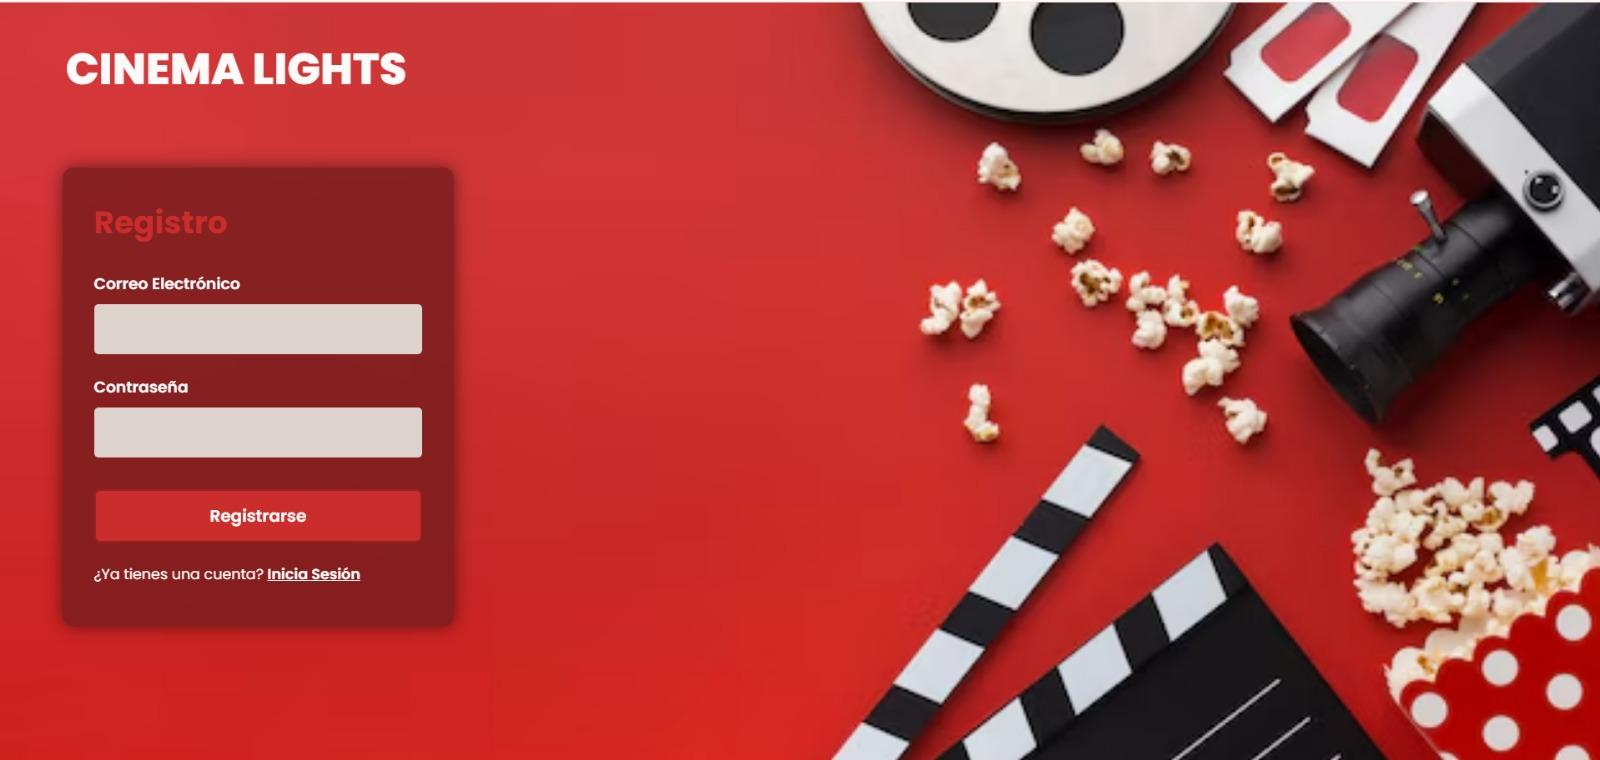 CINEMA LIGHTS
Registro
Correo Electrónico
Contraseña
Registrarse
¿Ya tienes una cuenta? Inicia Sesión